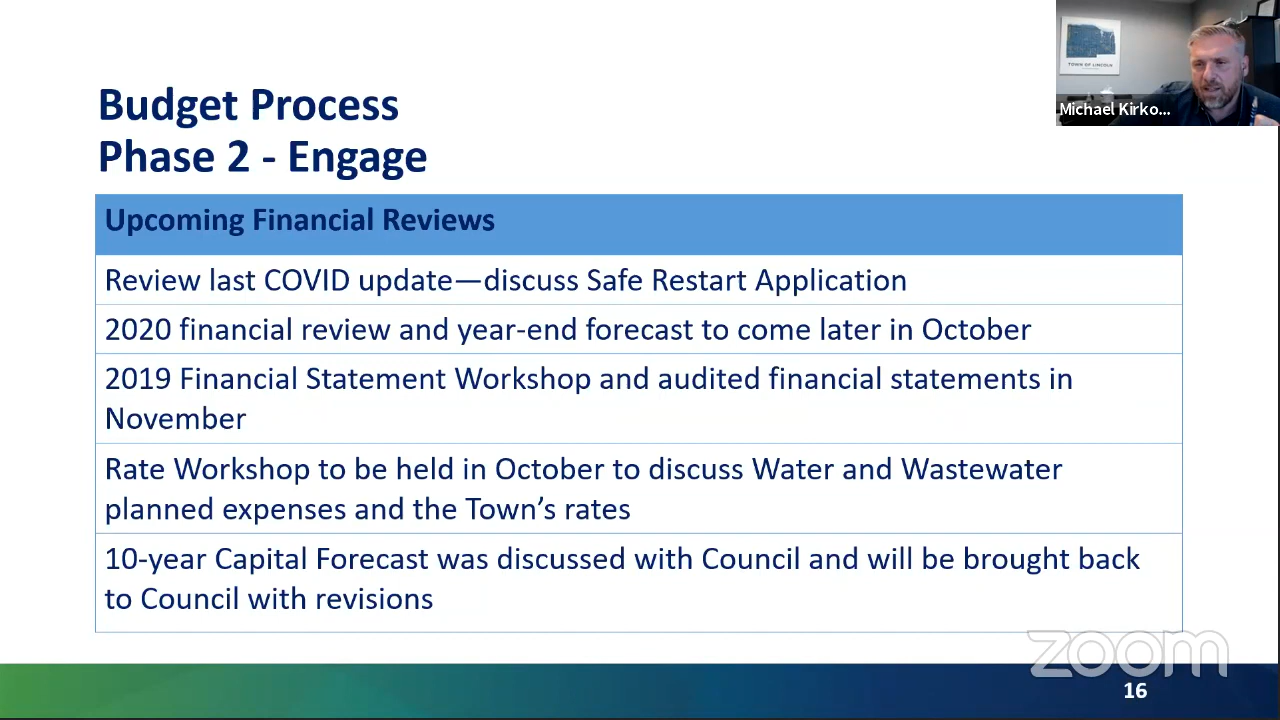 Budget Process
Phase 2 - Engage
Upcoming Financial Reviews
Review last COVID update—discuss Safe Restart Application
2020 financial review and year-end forecast to come later in October
2019 Financial Statement Workshop and audited financial statements in
November
Rate Workshop to be held in October to discuss Water and Wastewater
planned expenses and the Town’s rates
10-year Capital Forecast was discussed with Council and will be brought back
to Council with revisions
TOWN OF LINCOLN
Michael Kirko...
zoom
16